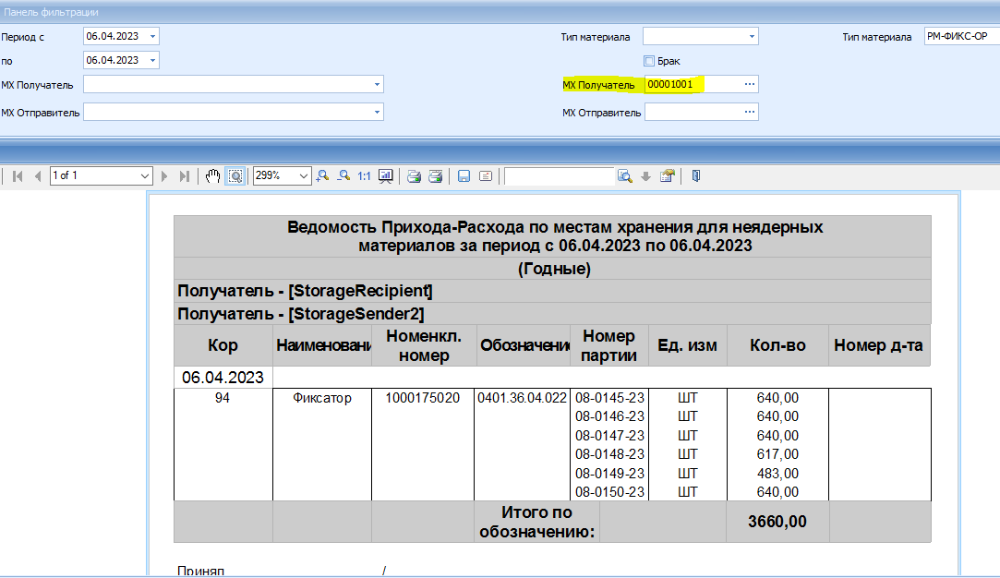 Панель фильтрации
Период с 06.04.2023 Тип материала Тип материала РМ-ФИКС-ОР
по 06.04.2023 Брак
МХ Получатель МХ Получатель 00001001 ...
МХ Отправитель МХ Отправитель ...
1 of 1 299% 1:1
Ведомость Прихода-Расхода по местам хранения для неядерных
материалов за период с 06.04.2023 по 06.04.2023
(Годные)
Получатель - [StorageRecipient]
Получатель - [StorageSender2]
Кор Наименовани Номенкл. номер Обозначение Номер партии Ед. изм Кол-во Номер д-та
06.04.2023
94 Фиксатор 1000175020 0401.36.04.022 08-0145-23 ШТ 640,00
08-0146-23 ШТ 640,00
08-0147-23 ШТ 640,00
08-0148-23 ШТ 617,00
08-0149-23 ШТ 483,00
08-0150-23 ШТ 640,00
Итого по обозначению: 3660,00
Принял /